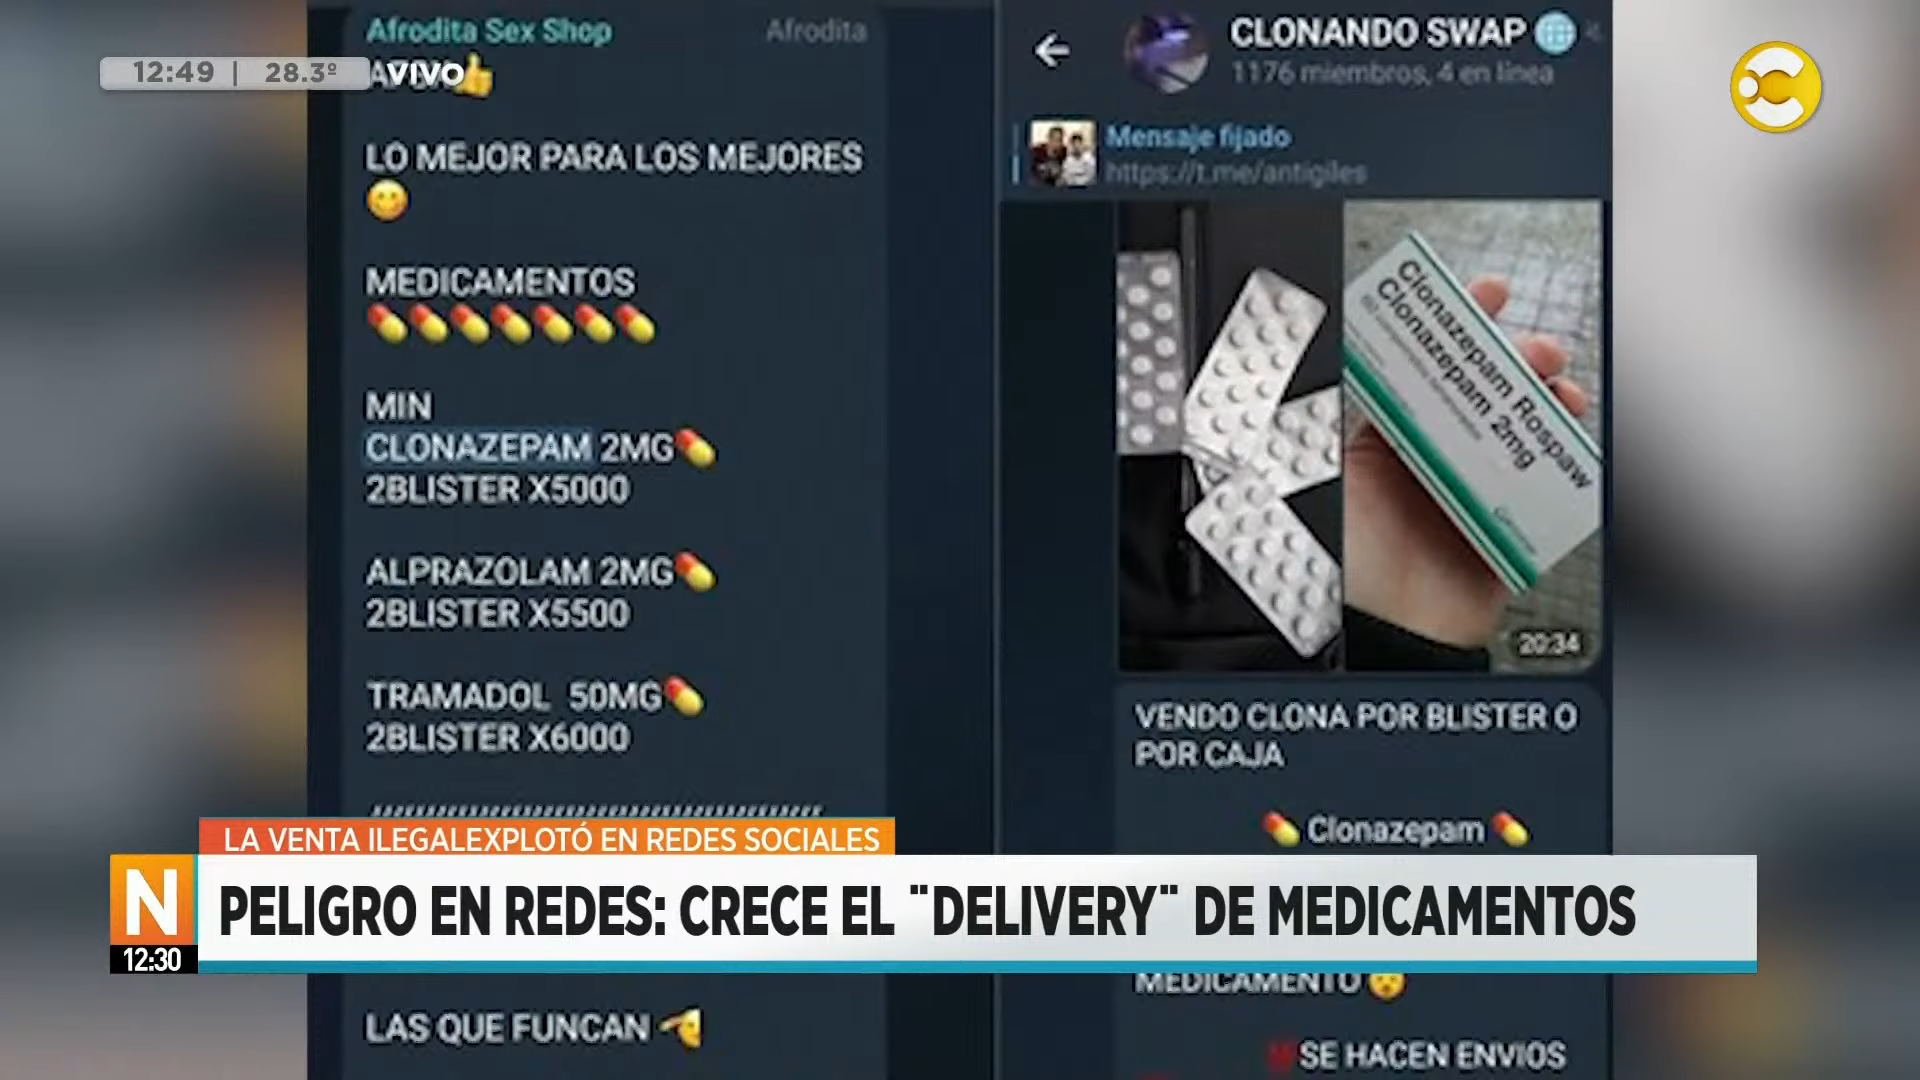 Afrodita Sex Shop
Afrodita
12:49 | 28.3º
VIVO
LO MEJOR PARA LOS MEJORES
MEDICAMENTOS
MIN
CLONAZEPAM 2MG
2BLISTER X5000
ALPRAZOLAM 2MG
2BLISTER X5500
TRAMADOL 50MG
2BLISTER X6000
LAS QUE FUNCAN
CLONANDO SWAP
1176 miembros, 4 en línea
Mensaje fijado
https://t.me/antigiles
Clonazepam Rospaw
Clonazepam 2mg
20:34
VENDO CLONA POR BLISTER O
POR CAJA
Clonazepam
MEDICAMENTO
SE HACEN ENVIOS
LA VENTA ILEGALEXPLOTÓ EN REDES SOCIALES
N
12:30
PELIGRO EN REDES: CRECE EL ¨DELIVERY¨ DE MEDICAMENTOS